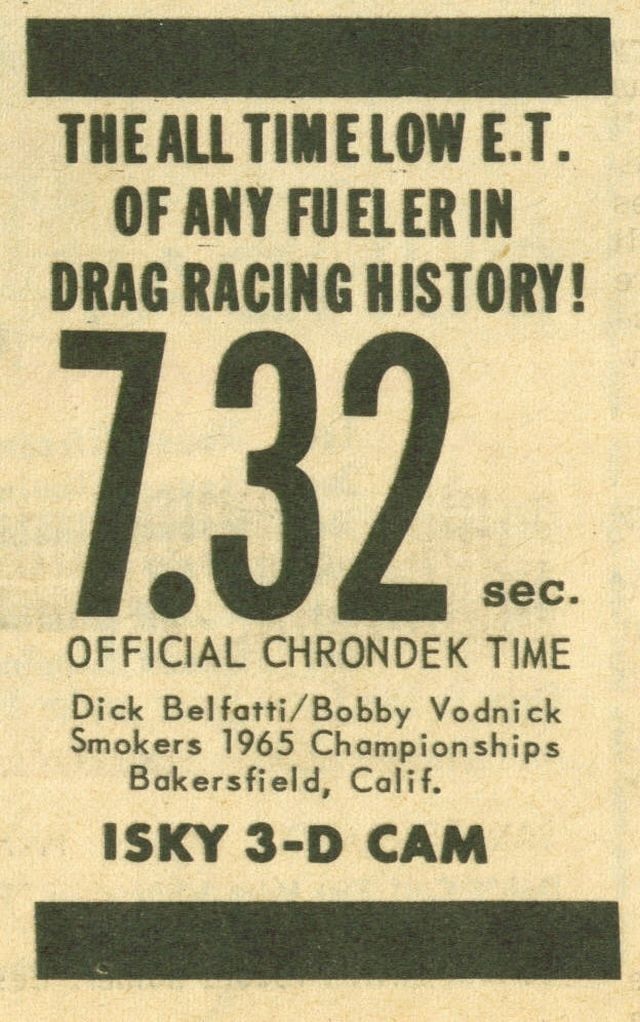 THE ALL TIME LOW E.T.
OF ANY FUELER IN
DRAG RACING HISTORY!
7.32 sec.
OFFICIAL CHRONDEK TIME
Dick Belfatti/Bobby Vodnick
Smokers 1965 Championships
Bakersfield, Calif.
ISKY 3-D CAM